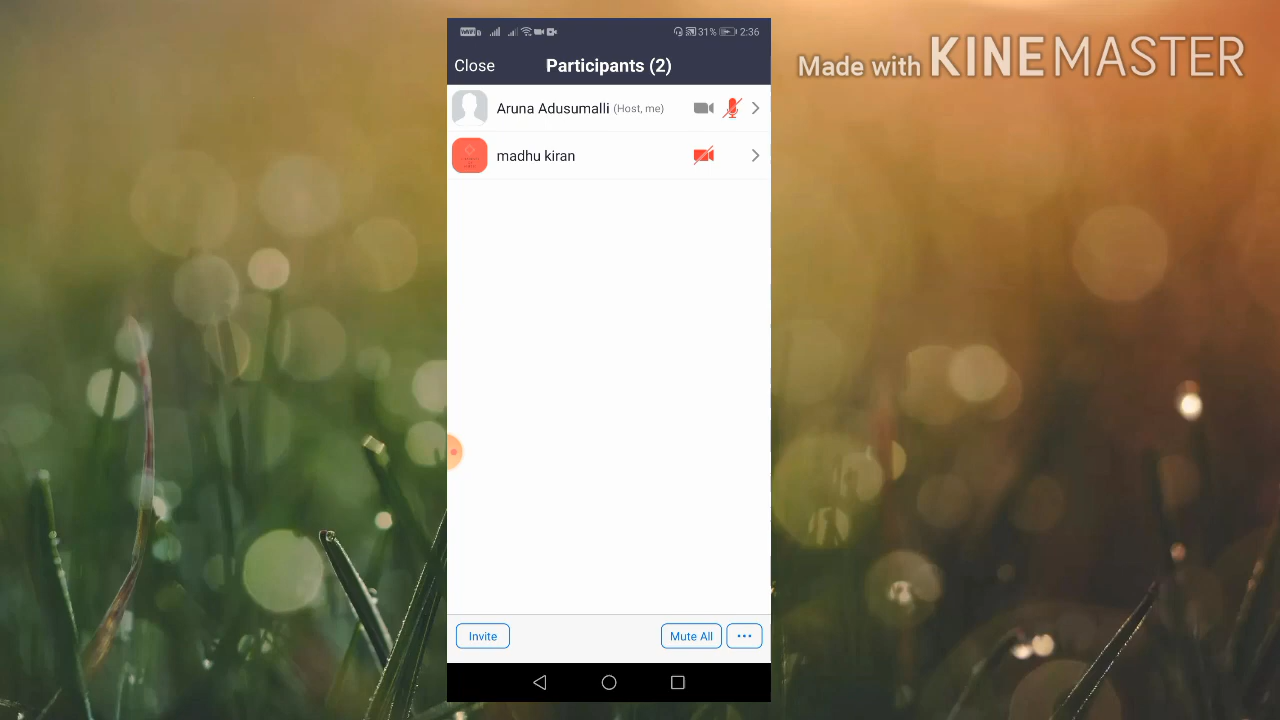 31% 2:36
Close Participants (2)
Aruna Adusumalli (Host, me)
madhu kiran
Invite Mute All ...
Made with KINEMASTER